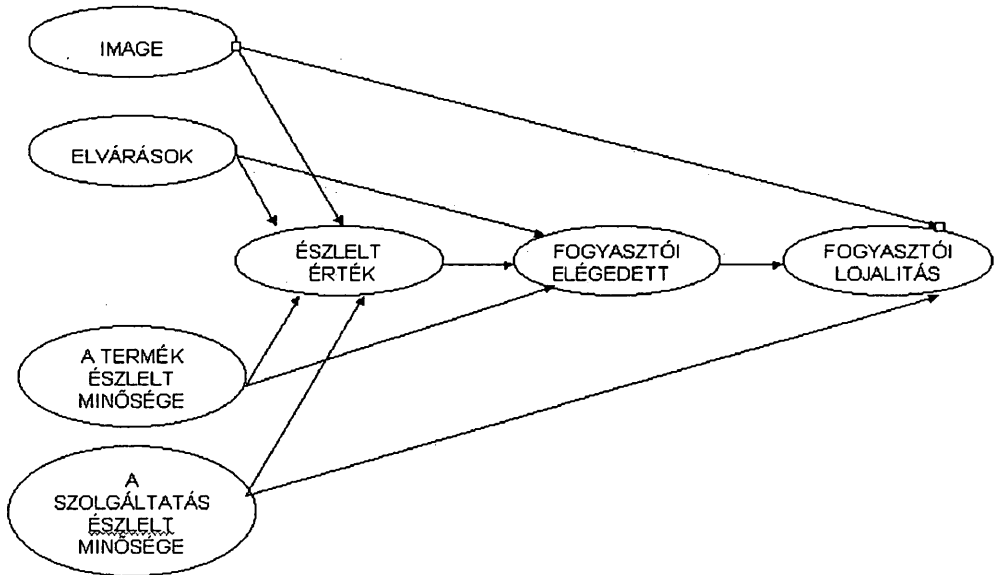 IMAGE
ELVÁRÁSOK
ÉSZLELT
ÉRTÉK
FOGYASZTÓI
ELÉGEDETT
FOGYASZTÓI
LOJALITÁS
A TERMÉK
ÉSZLELT
MINŐSÉGE
A
SZOLGÁLTATÁS
ÉSZLELT
MINŐSÉGE